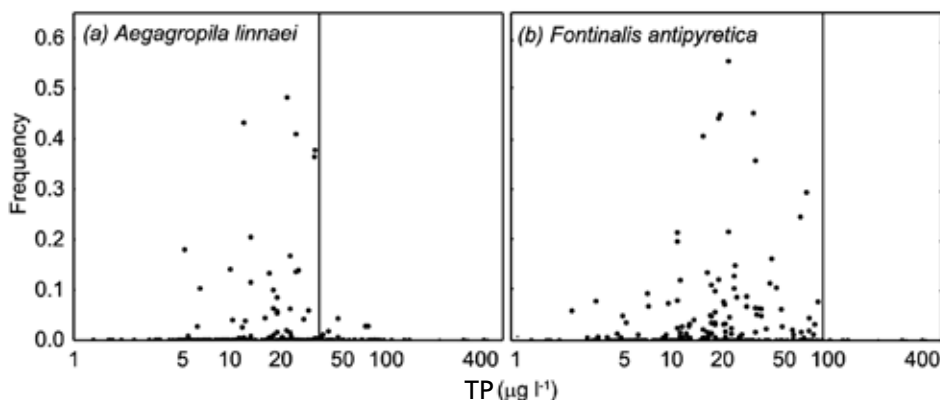 (a) Aegagropila linnaei
(b) Fontinalis antipyretica
Frequency
0.6
0.5
0.4
0.3
0.2
0.1
0.0
1 5 10 20 50 100 400
1 5 10 20 50 100 400
TP (µg l⁻¹)